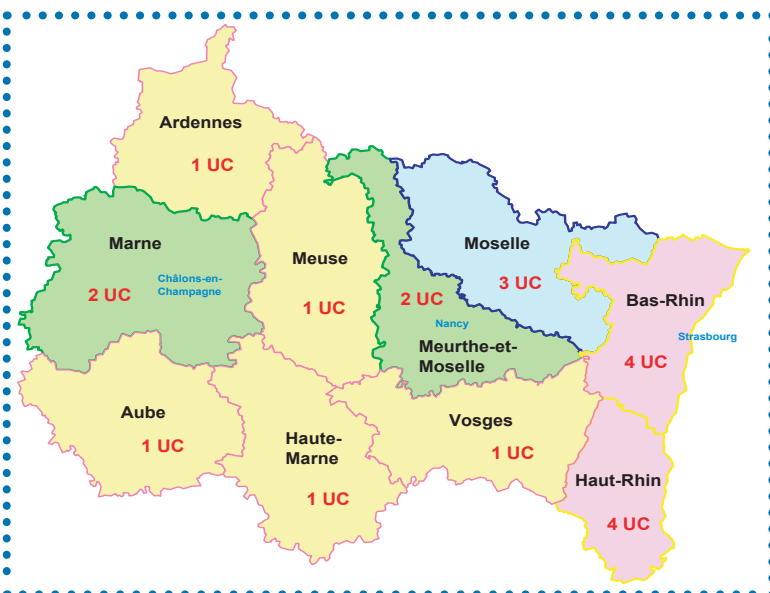 Ardennes
1 UC
Marne
2 UC
Châlons-en-
Champagne
Meuse
1 UC
2 UC
Nancy
Meurthe-et-
Moselle
Moselle
3 UC
Bas-Rhin
Strasbourg
4 UC
Aube
1 UC
Haute-
Marne
1 UC
Vosges
1 UC
Haut-Rhin
4 UC